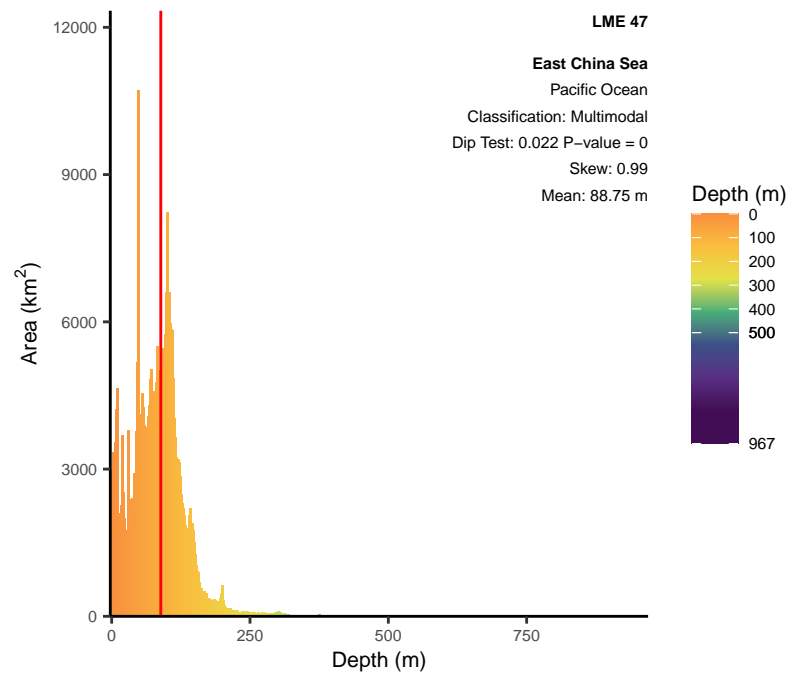 LME 47
East China Sea
Pacific Ocean
Classification: Multimodal
Dip Test: 0.022 P−value = 0
Skew: 0.99
Mean: 88.75 m
12000
9000
6000
3000
0
Area (km²)
0 250 500 750
Depth (m)
Depth (m)
0
100
200
300
400
500
967